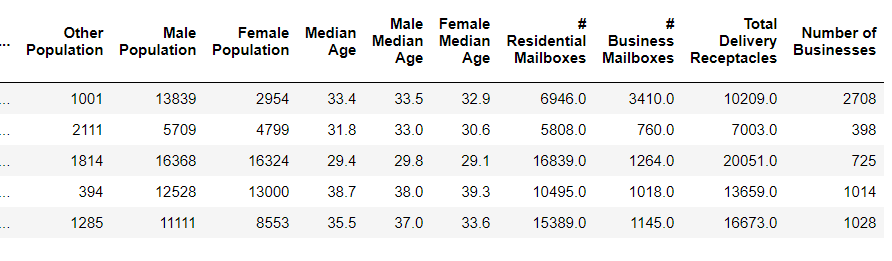 ... Other Population Male Population Female Population Median Age Male Median Age Female Median Age # Residential Mailboxes # Business Mailboxes Total Delivery Receptacles Number of Businesses
... 1001 13839 2954 33.4 33.5 32.9 6946.0 3410.0 10209.0 2708
... 2111 5709 4799 31.8 33.0 30.6 5808.0 760.0 7003.0 398
... 1814 16368 16324 29.4 29.8 29.1 16839.0 1264.0 20051.0 725
... 394 12528 13000 38.7 38.0 39.3 10495.0 1018.0 13659.0 1014
... 1285 11111 8553 35.5 37.0 33.6 15389.0 1145.0 16673.0 1028